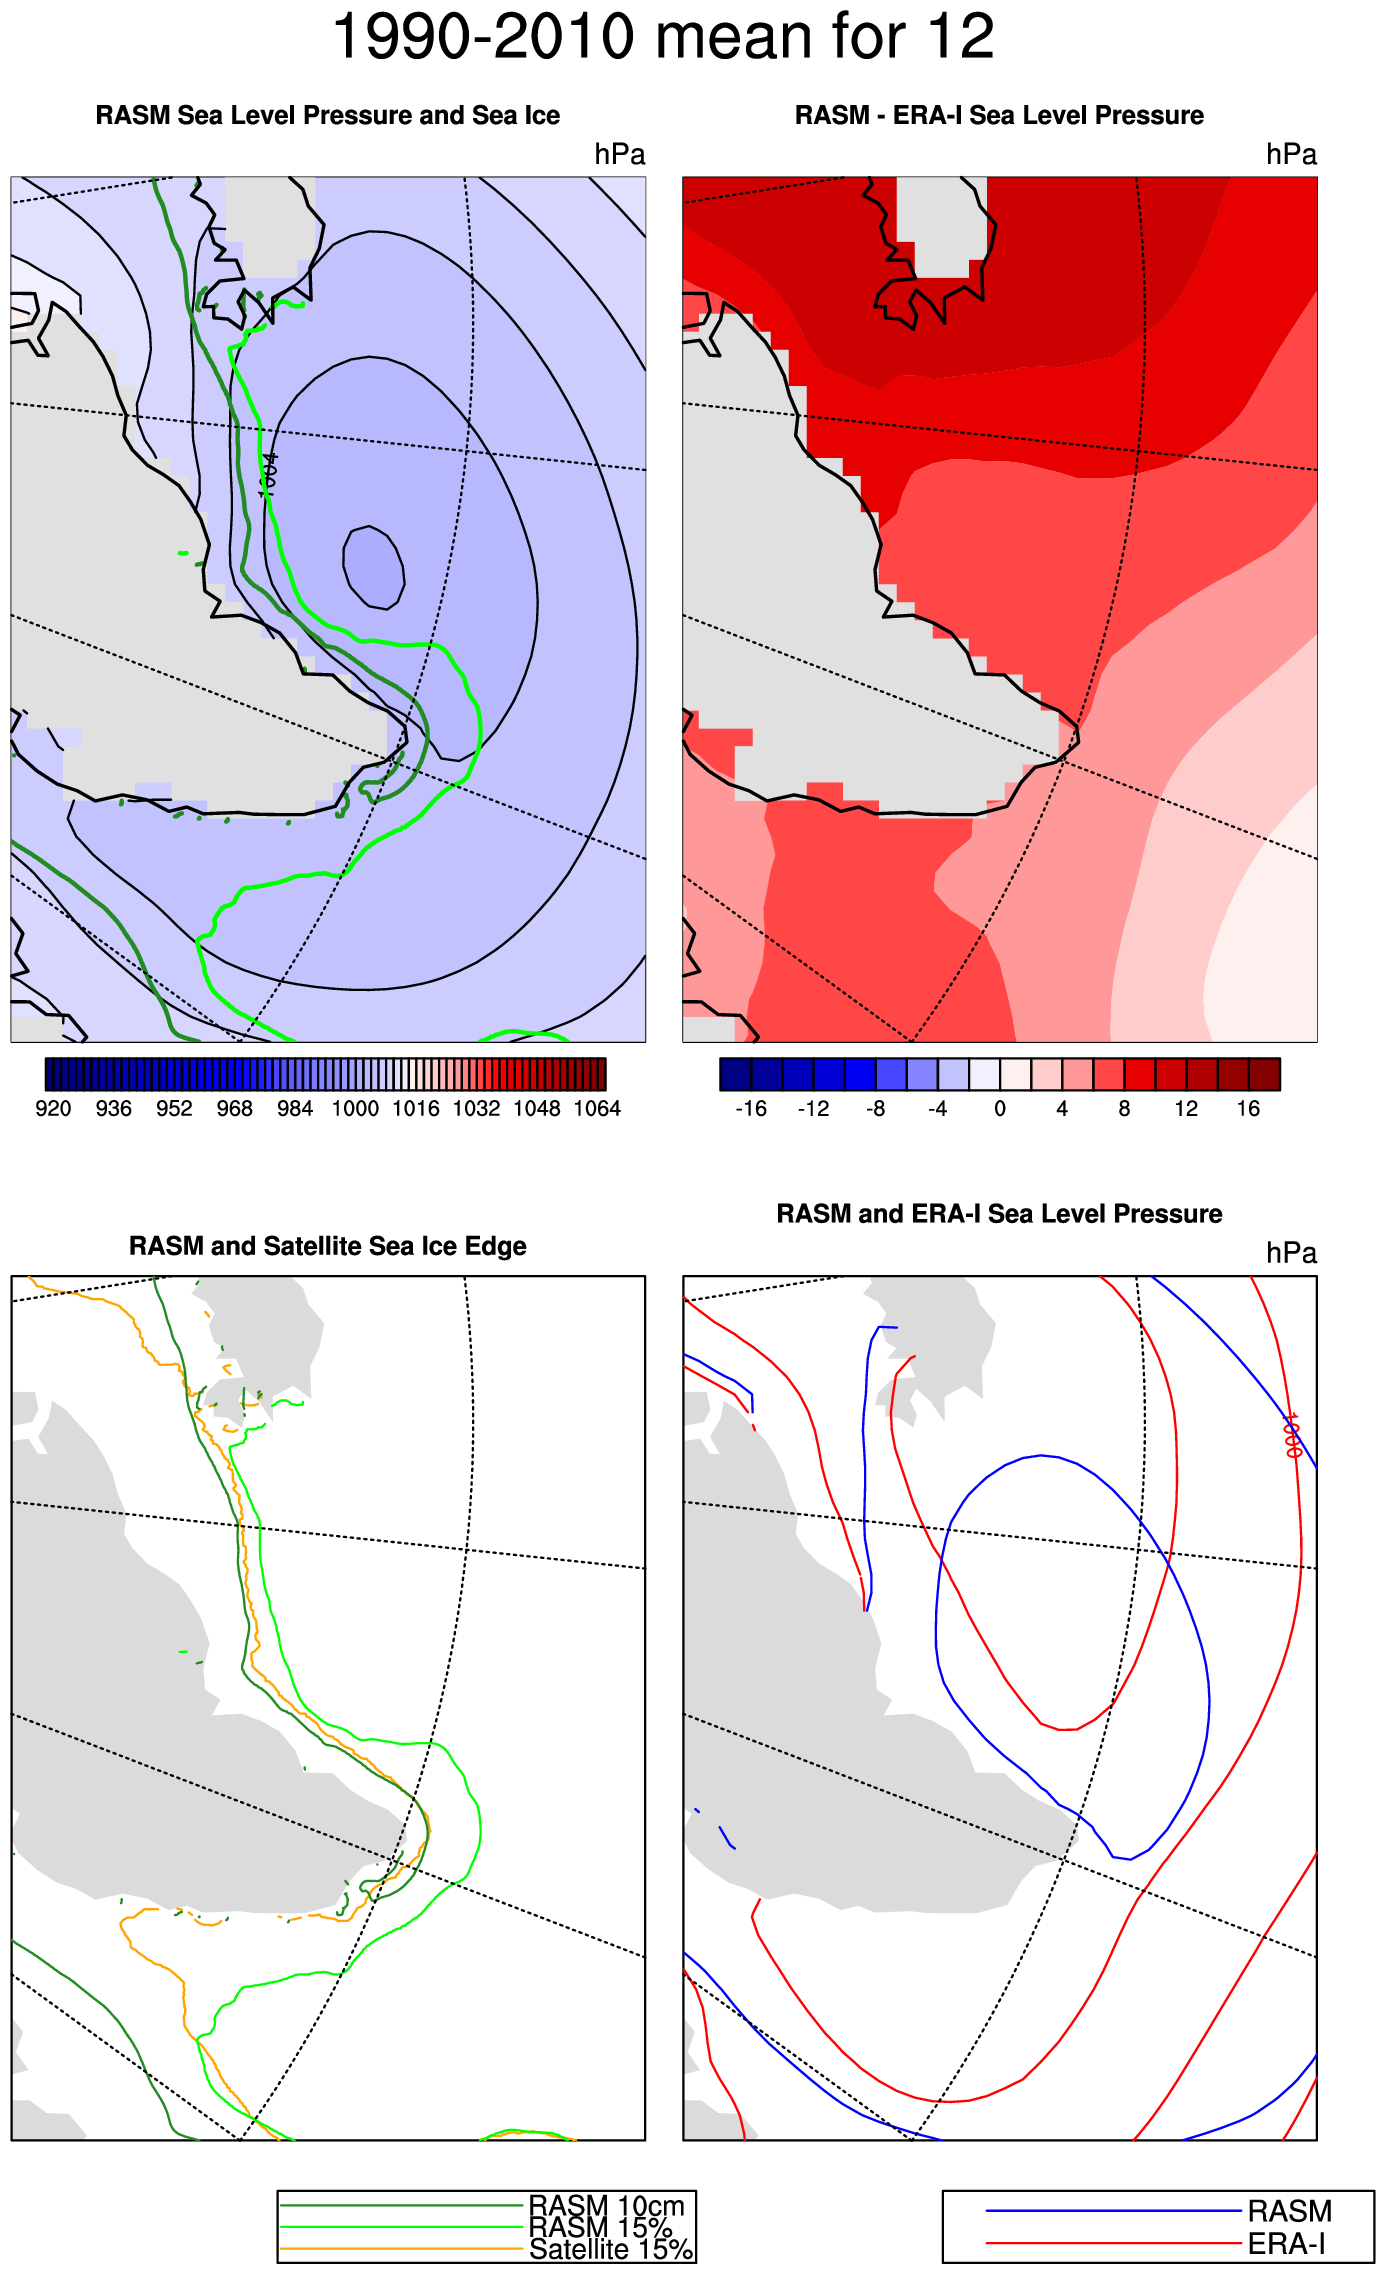 1990-2010 mean for 12
RASM Sea Level Pressure and Sea Ice
hPa
1004
920 936 952 968 984 1000 1016 1032 1048 1064
RASM - ERA-I Sea Level Pressure
hPa
-16 -12 -8 -4 0 4 8 12 16
RASM and Satellite Sea Ice Edge
RASM 10cm
RASM 15%
Satellite 15%
RASM and ERA-I Sea Level Pressure
hPa
1000
RASM
ERA-I